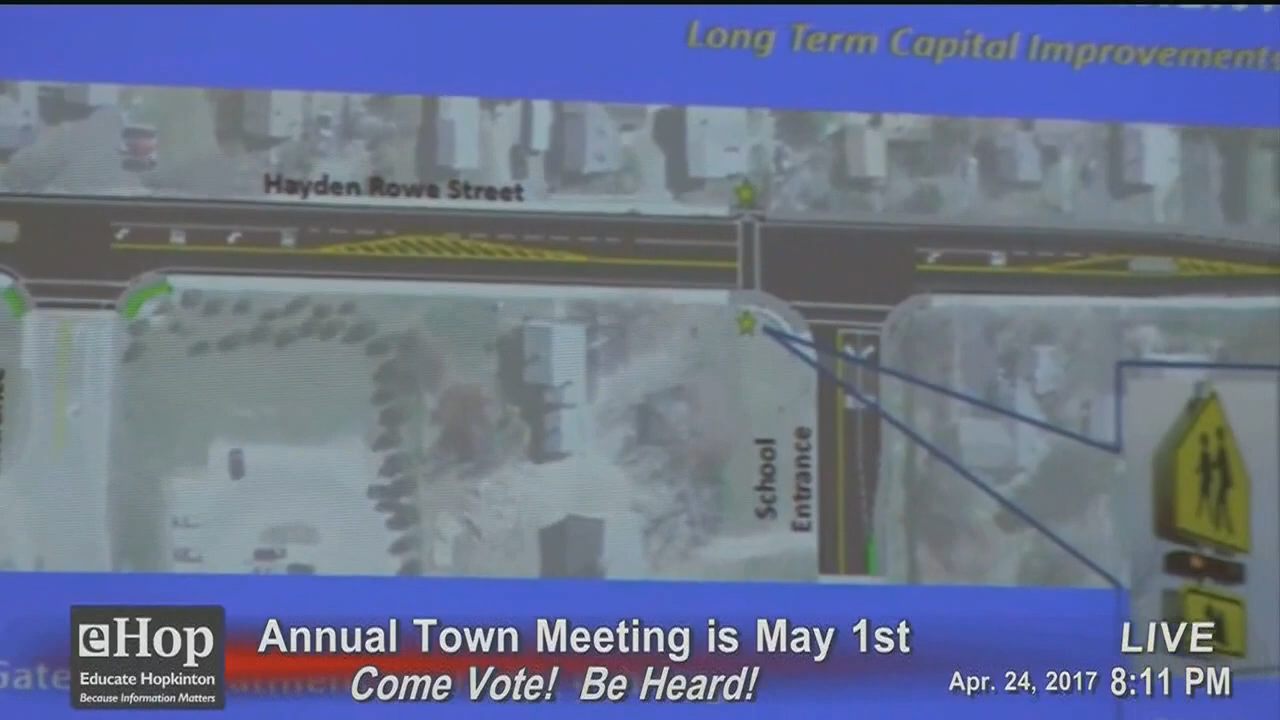 Long Term Capital Improvements
Hayden Rowe Street
School
Entrance
eHop
Educate Hopkinton
Because Information Matters
Annual Town Meeting is May 1st
Come Vote! Be Heard!
LIVE
Apr. 24, 2017 8:11 PM